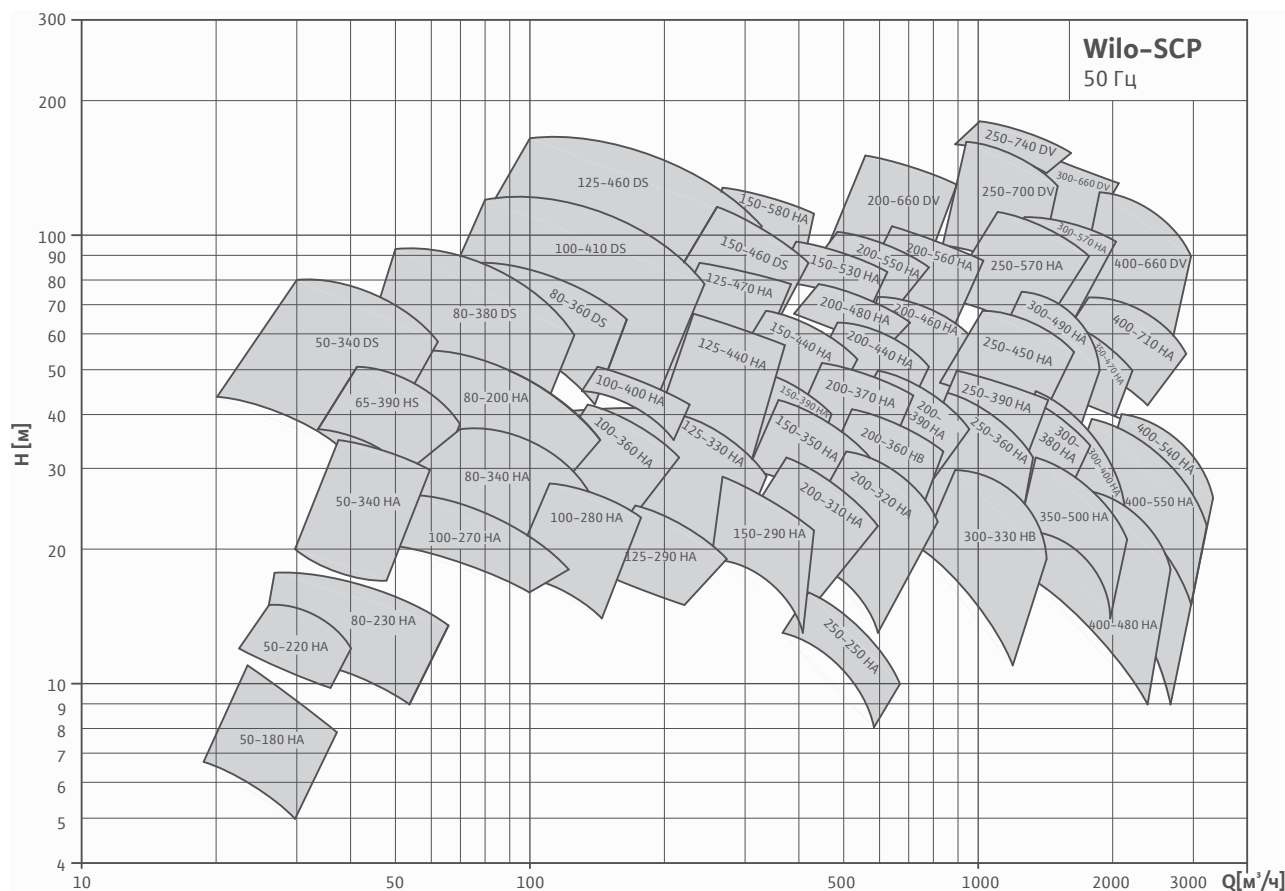 300
Wilo-SCP
50 Гц
200
250-740 DV
300-660 DV
125-460 DS
150-580 HA
200-660 DV
250-700 DV
100
100-410 DS
150-460 DS
200-550 HA
200-560 HA
300-570 HA
90
150-530 HA
250-570 HA
400-660 DV
80
80-360 DS
125-470 HA
70
80-380 DS
200-480 HA
200-460 HA
300-490 HA
400-710 HA
60
50-340 DS
125-440 HA
150-440 HA
200-440 HA
250-450 HA
350-470 HA
50
100-400 HA
65-390 HS
80-200 HA
150-390 HA
200-370 HA
200-
390 HA
250-390 HA
40
H [м]
100-360 HA
125-330 HA
150-350 HA
200-360 HB
250-360 HA
300-
380 HA
300-400 HA
400-540 HA
30
80-340 HA
50-340 HA
200-320 HA
400-550 HA
100-280 HA
200-310 HA
350-500 HA
100-270 HA
150-290 HA
300-330 HB
125-290 HA
20
80-230 HA
400-480 HA
50-220 HA
250-250 HA
10
9
8
50-180 HA
7
6
5
4
10
50
100
500
1000
2000
3000
Q[м³/ч]